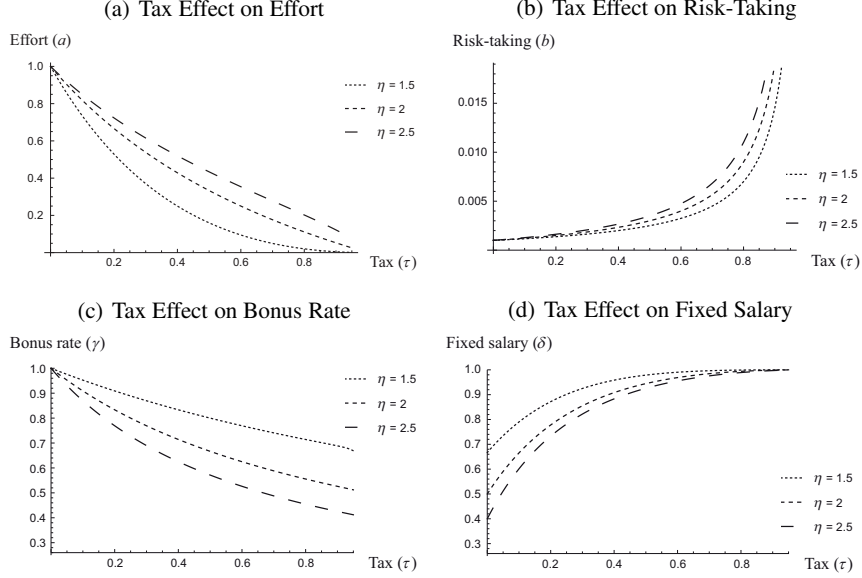 (a) Tax Effect on Effort
Effort (a)
1.0
0.8
0.6
0.4
0.2
0.2 0.4 0.6 0.8
Tax (τ)
η = 1.5
η = 2
η = 2.5
(b) Tax Effect on Risk-Taking
Risk-taking (b)
0.015
0.010
0.005
0.2 0.4 0.6 0.8
Tax (τ)
η = 1.5
η = 2
η = 2.5
(c) Tax Effect on Bonus Rate
Bonus rate (γ)
1.0
0.9
0.8
0.7
0.6
0.5
0.4
0.3
0.2 0.4 0.6 0.8
Tax (τ)
η = 1.5
η = 2
η = 2.5
(d) Tax Effect on Fixed Salary
Fixed salary (δ)
1.0
0.9
0.8
0.7
0.6
0.5
0.4
0.3
0.2 0.4 0.6 0.8
Tax (τ)
η = 1.5
η = 2
η = 2.5